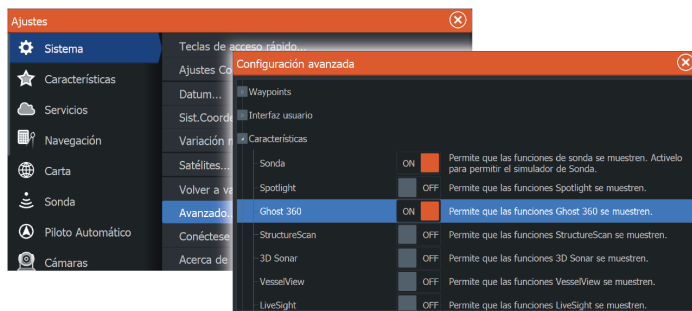 Ajustes
Sistema
Características
Servicios
Navegación
Carta
Sonda
Piloto Automático
Cámaras
Teclas de acceso rápido...
Ajustes Co
Datum...
Sist.Coorde
Variación
Satélites...
Volver a
Avanzado..
Conéctese
Acerca de
Configuración avanzada
Waypoints
Interfaz usuario
Características
Sonda ON Permite que las funciones de sonda se muestren. Actívelo
para permitir el simulador de Sonda.
Spotlight OFF Permite que las funciones Spotlight se muestren.
Ghost 360 ON Permite que las funciones Ghost 360 se muestren.
StructureScan OFF Permite que las funciones StructureScan se muestren.
3D Sonar OFF Permite que las funciones 3D Sonar se muestren.
VesselView OFF Permite que las funciones VesselView se muestren.
LiveSight OFF Permite que las funciones LiveSight se muestren.